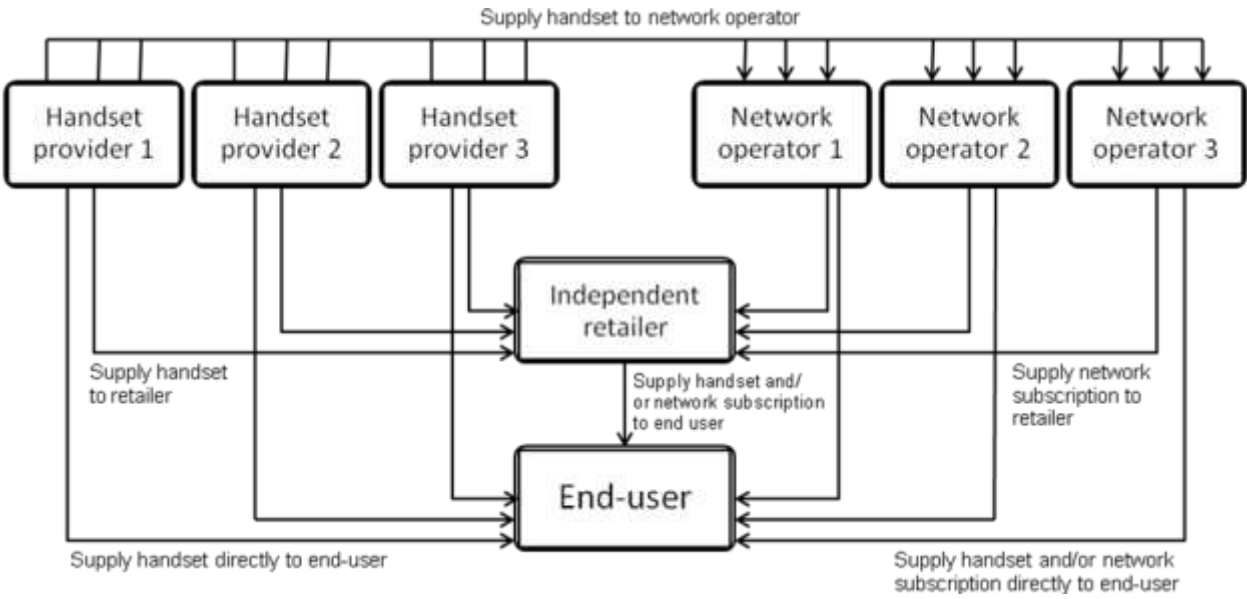 Supply handset to network operator
Handset
provider 1
Handset
provider 2
Handset
provider 3
Network
operator 1
Network
operator 2
Network
operator 3
Independent
retailer
Supply handset
to retailer
Supply handset and/
or network subscription
to end user
Supply network
subscription to
retailer
End-user
Supply handset directly to end-user
Supply handset and/or network
subscription directly to end-user